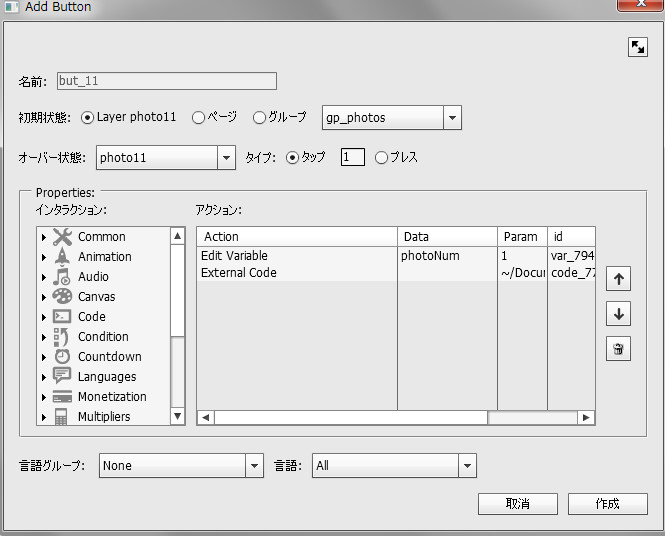 Add Button
名前: but_11
初期状態: Layer photo11 ページ グループ gp_photos
オーバー状態: photo11 タイプ: タップ 1 プレス
Properties:
インタラクション: アクション:
Common
Animation
Audio
Canvas
Code
Condition
Countdown
Languages
Monetization
Multipliers
Action Data Param id
Edit Variable photoNum 1 var_794
External Code ~/Docu code_77
言語グループ: None 言語: All
取消 作成